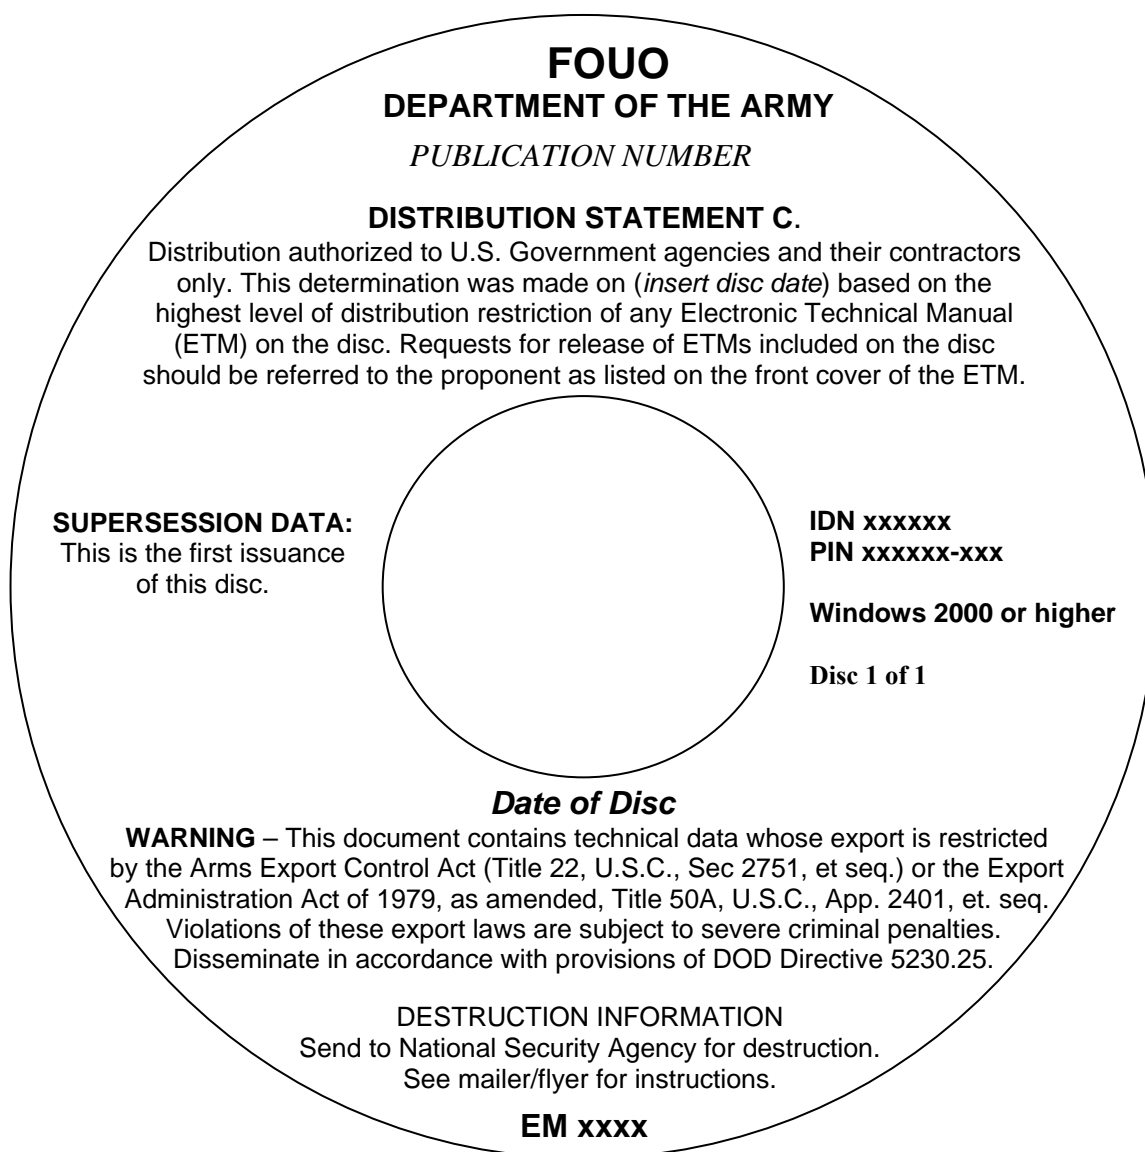 FOUO
DEPARTMENT OF THE ARMY
PUBLICATION NUMBER
DISTRIBUTION STATEMENT C.
Distribution authorized to U.S. Government agencies and their contractors
only. This determination was made on (insert disc date) based on the
highest level of distribution restriction of any Electronic Technical Manual
(ETM) on the disc. Requests for release of ETMs included on the disc
should be referred to the proponent as listed on the front cover of the ETM.
SUPERSESSION DATA:
This is the first issuance
of this disc.
IDN xxxxxx
PIN xxxxxx-xxx
Windows 2000 or higher
Disc 1 of 1
Date of Disc
WARNING – This document contains technical data whose export is restricted
by the Arms Export Control Act (Title 22, U.S.C., Sec 2751, et seq.) or the Export
Administration Act of 1979, as amended, Title 50A, U.S.C., App. 2401, et. seq.
Violations of these export laws are subject to severe criminal penalties.
Disseminate in accordance with provisions of DOD Directive 5230.25.
DESTRUCTION INFORMATION
Send to National Security Agency for destruction.
See mailer/flyer for instructions.
EM xxxx